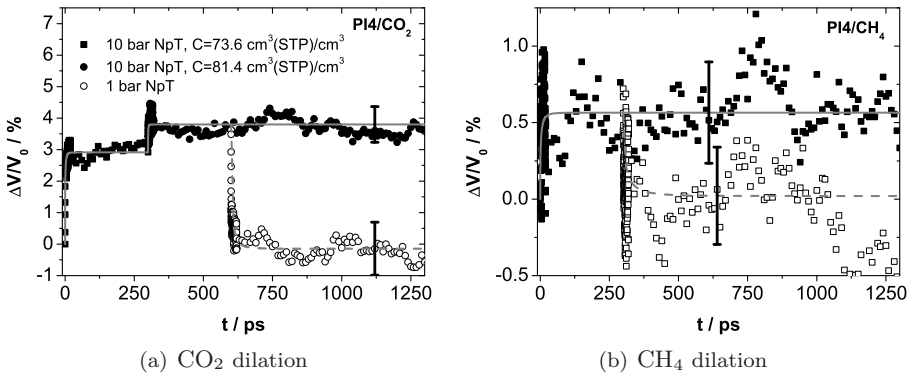 PI4/CO₂
10 bar NpT, C=73.6 cm³(STP)/cm³
10 bar NpT, C=81.4 cm³(STP)/cm³
1 bar NpT
ΔV/V₀ / %
7
6
5
4
3
2
1
0
-1
0 250 500 750 1000 1250
t / ps
(a) CO₂ dilation
PI4/CH₄
ΔV/V₀ / %
1.0
0.5
0.0
-0.5
0 250 500 750 1000 1250
t / ps
(b) CH₄ dilation